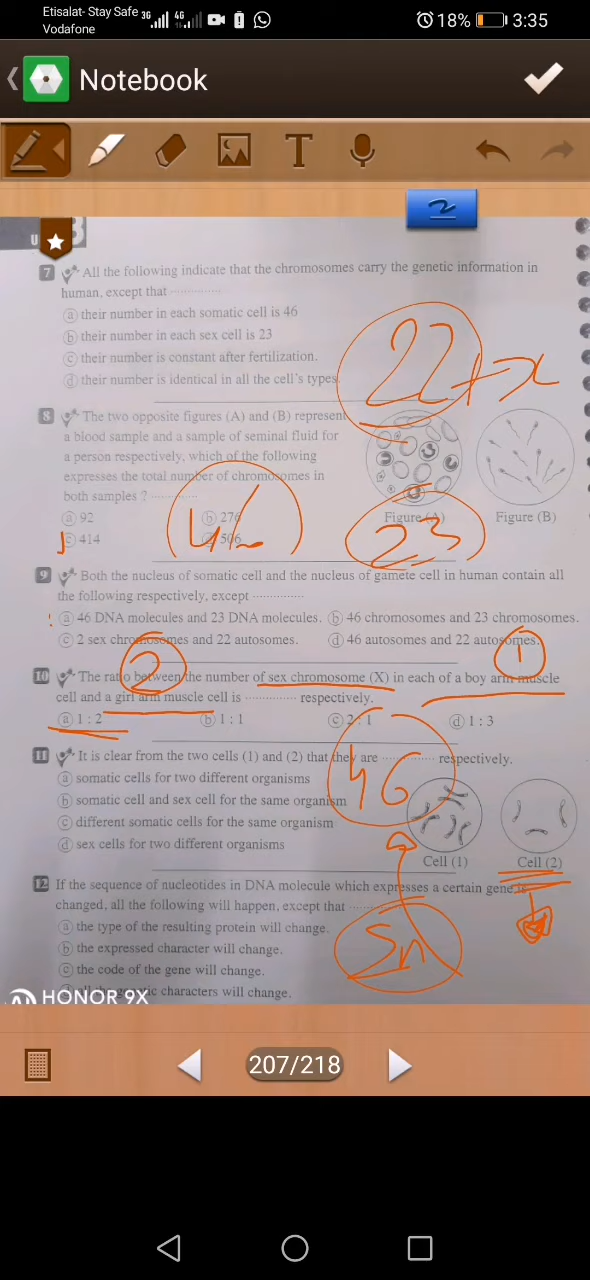 Etisalat- Stay Safe 3G 4G
Vodafone
18% 3:35
Notebook
T
2
U
7 All the following indicate that the chromosomes carry the genetic information in
human, except that ............
a their number in each somatic cell is 46
b their number in each sex cell is 23
c their number is constant after fertilization.
d their number is identical in all the cell's types.
22+x
8 The two opposite figures (A) and (B) represent
a blood sample and a sample of seminal fluid for
a person respectively, which of the following
expresses the total number of chromosomes in
both samples ? ............
a 92 b 276
c 414 d 506
Figure (A) Figure (B)
46
23
9 Both the nucleus of somatic cell and the nucleus of gamete cell in human contain all
the following respectively, except ............
a 46 DNA molecules and 23 DNA molecules. b 46 chromosomes and 23 chromosomes.
c 2 sex chromosomes and 22 autosomes. d 46 autosomes and 22 autosomes.
2 1
10 The ratio between the number of sex chromosome (X) in each of a boy arm muscle
cell and a girl arm muscle cell is ............ respectively.
a 1 : 2 b 1 : 1 c 2 : 1 d 1 : 3
11 It is clear from the two cells (1) and (2) that they are ............ respectively.
a somatic cells for two different organisms
b somatic cell and sex cell for the same organism
c different somatic cells for the same organism
d sex cells for two different organisms
46
Cell (1) Cell (2)
12 If the sequence of nucleotides in DNA molecule which expresses a certain gene is
changed, all the following will happen, except that ............
a the type of the resulting protein will change.
b the expressed character will change.
c the code of the gene will change.
d all the genetic characters will change.
HONOR 9X
207/218